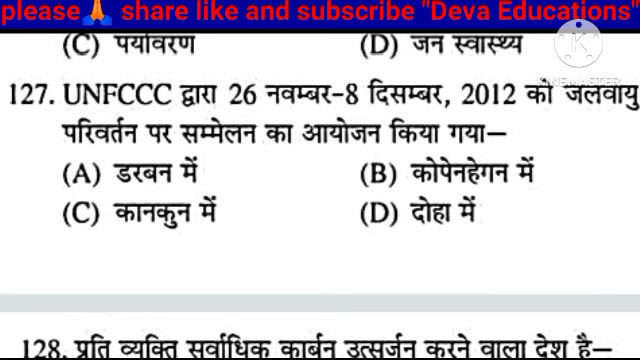 please🙏 share like and subscribe "Deva Educations"
(C) पर्यावरण (D) जन स्वास्थ्य
KINEMASTER
127. UNFCCC द्वारा 26 नवम्बर-8 दिसम्बर, 2012 को जलवायु
परिवर्तन पर सम्मेलन का आयोजन किया गया—
(A) डरबन में (B) कोपेनहेगन में
(C) कानकुन में (D) दोहा में
128. प्रति व्यक्ति सर्वाधिक कार्बन उत्सर्जन करने वाला देश है—